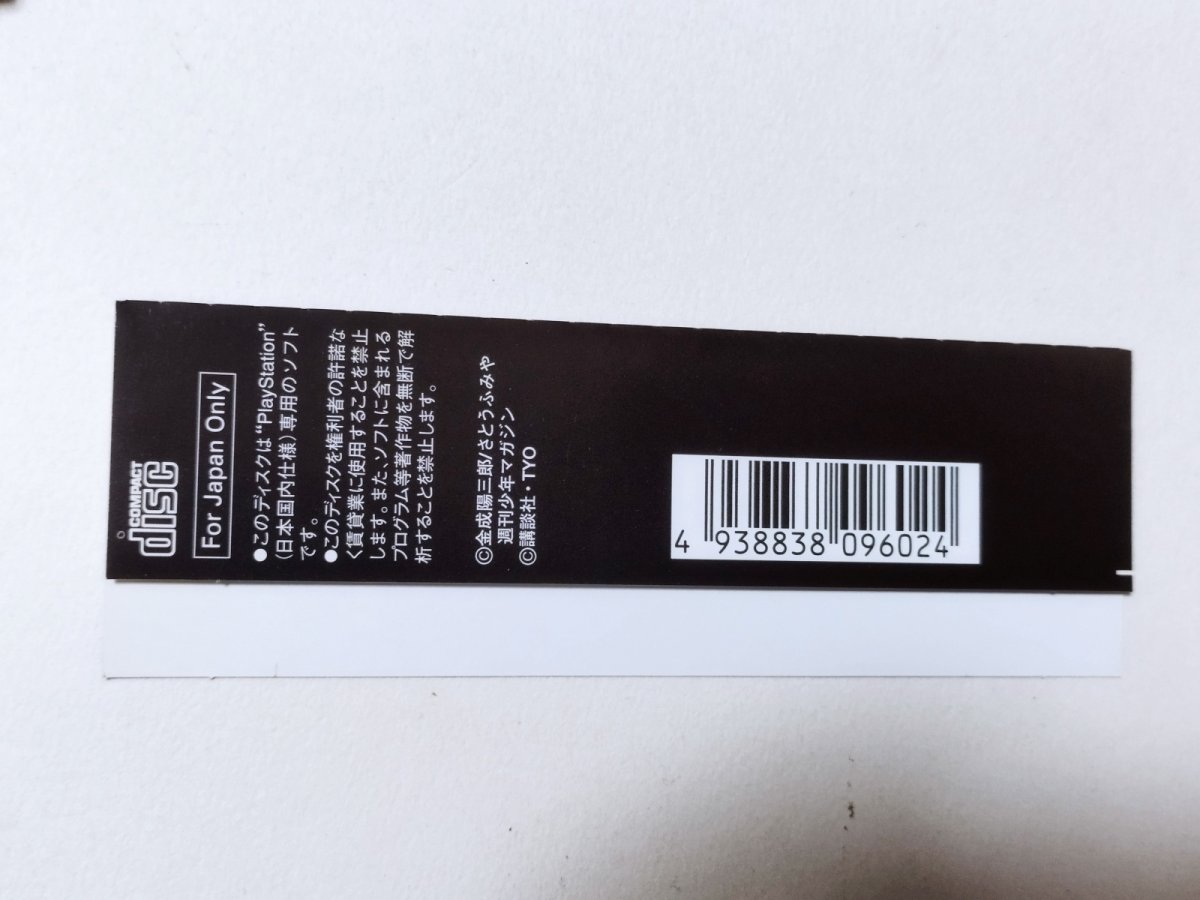 COMPACT
disc
For Japan Only
●このディスクは“PlayStation”
（日本国内仕様）専用のソフト
です。
●このディスクを権利者の許諾な
く賃貸業に使用することを禁止
します。また、ソフトに含まれる
プログラム等著作物を無断で解
析することを禁止します。
©金成陽三郎/さとうふみや
週刊少年マガジン
©講談社・TYO
4 938838 096024